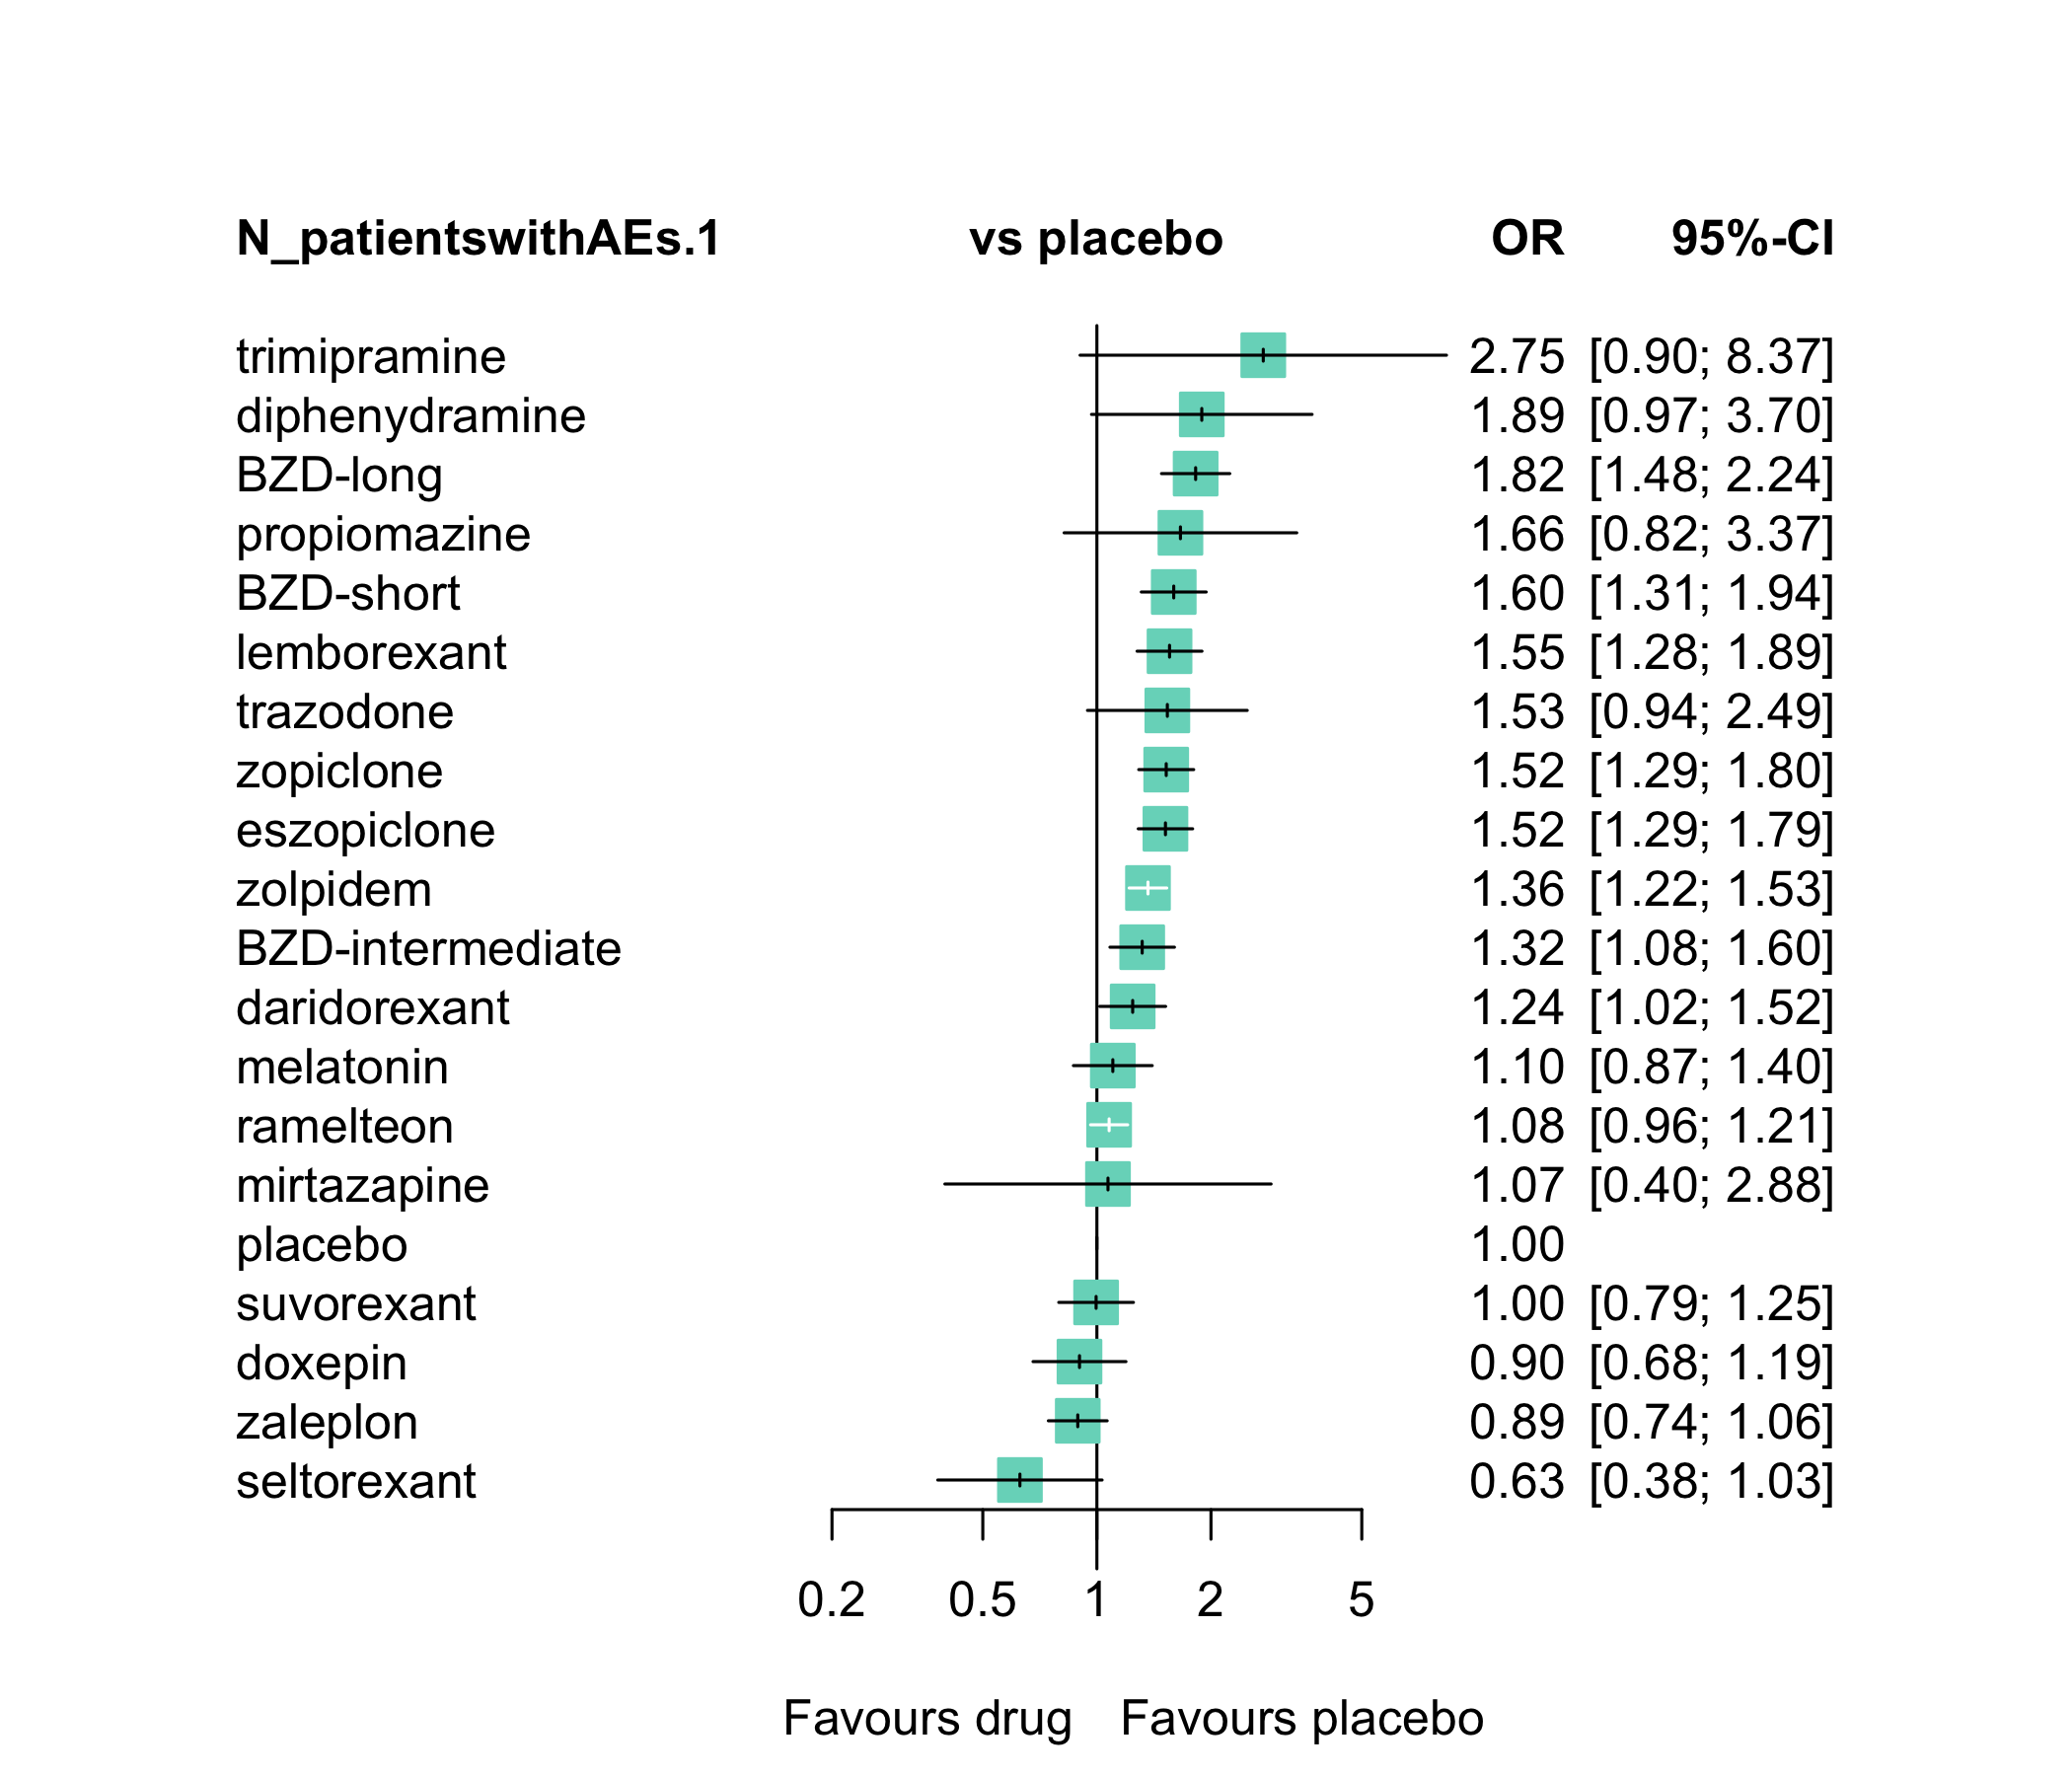 N_patientswithAEs.1 vs placebo OR 95%-CI
trimipramine 2.75 [0.90; 8.37]
diphenydramine 1.89 [0.97; 3.70]
BZD-long 1.82 [1.48; 2.24]
propiomazine 1.66 [0.82; 3.37]
BZD-short 1.60 [1.31; 1.94]
lemborexant 1.55 [1.28; 1.89]
trazodone 1.53 [0.94; 2.49]
zopiclone 1.52 [1.29; 1.80]
eszopiclone 1.52 [1.29; 1.79]
zolpidem 1.36 [1.22; 1.53]
BZD-intermediate 1.32 [1.08; 1.60]
daridorexant 1.24 [1.02; 1.52]
melatonin 1.10 [0.87; 1.40]
ramelteon 1.08 [0.96; 1.21]
mirtazapine 1.07 [0.40; 2.88]
placebo 1.00
suvorexant 1.00 [0.79; 1.25]
doxepin 0.90 [0.68; 1.19]
zaleplon 0.89 [0.74; 1.06]
seltorexant 0.63 [0.38; 1.03]
0.2 0.5 1 2 5
Favours drug Favours placebo